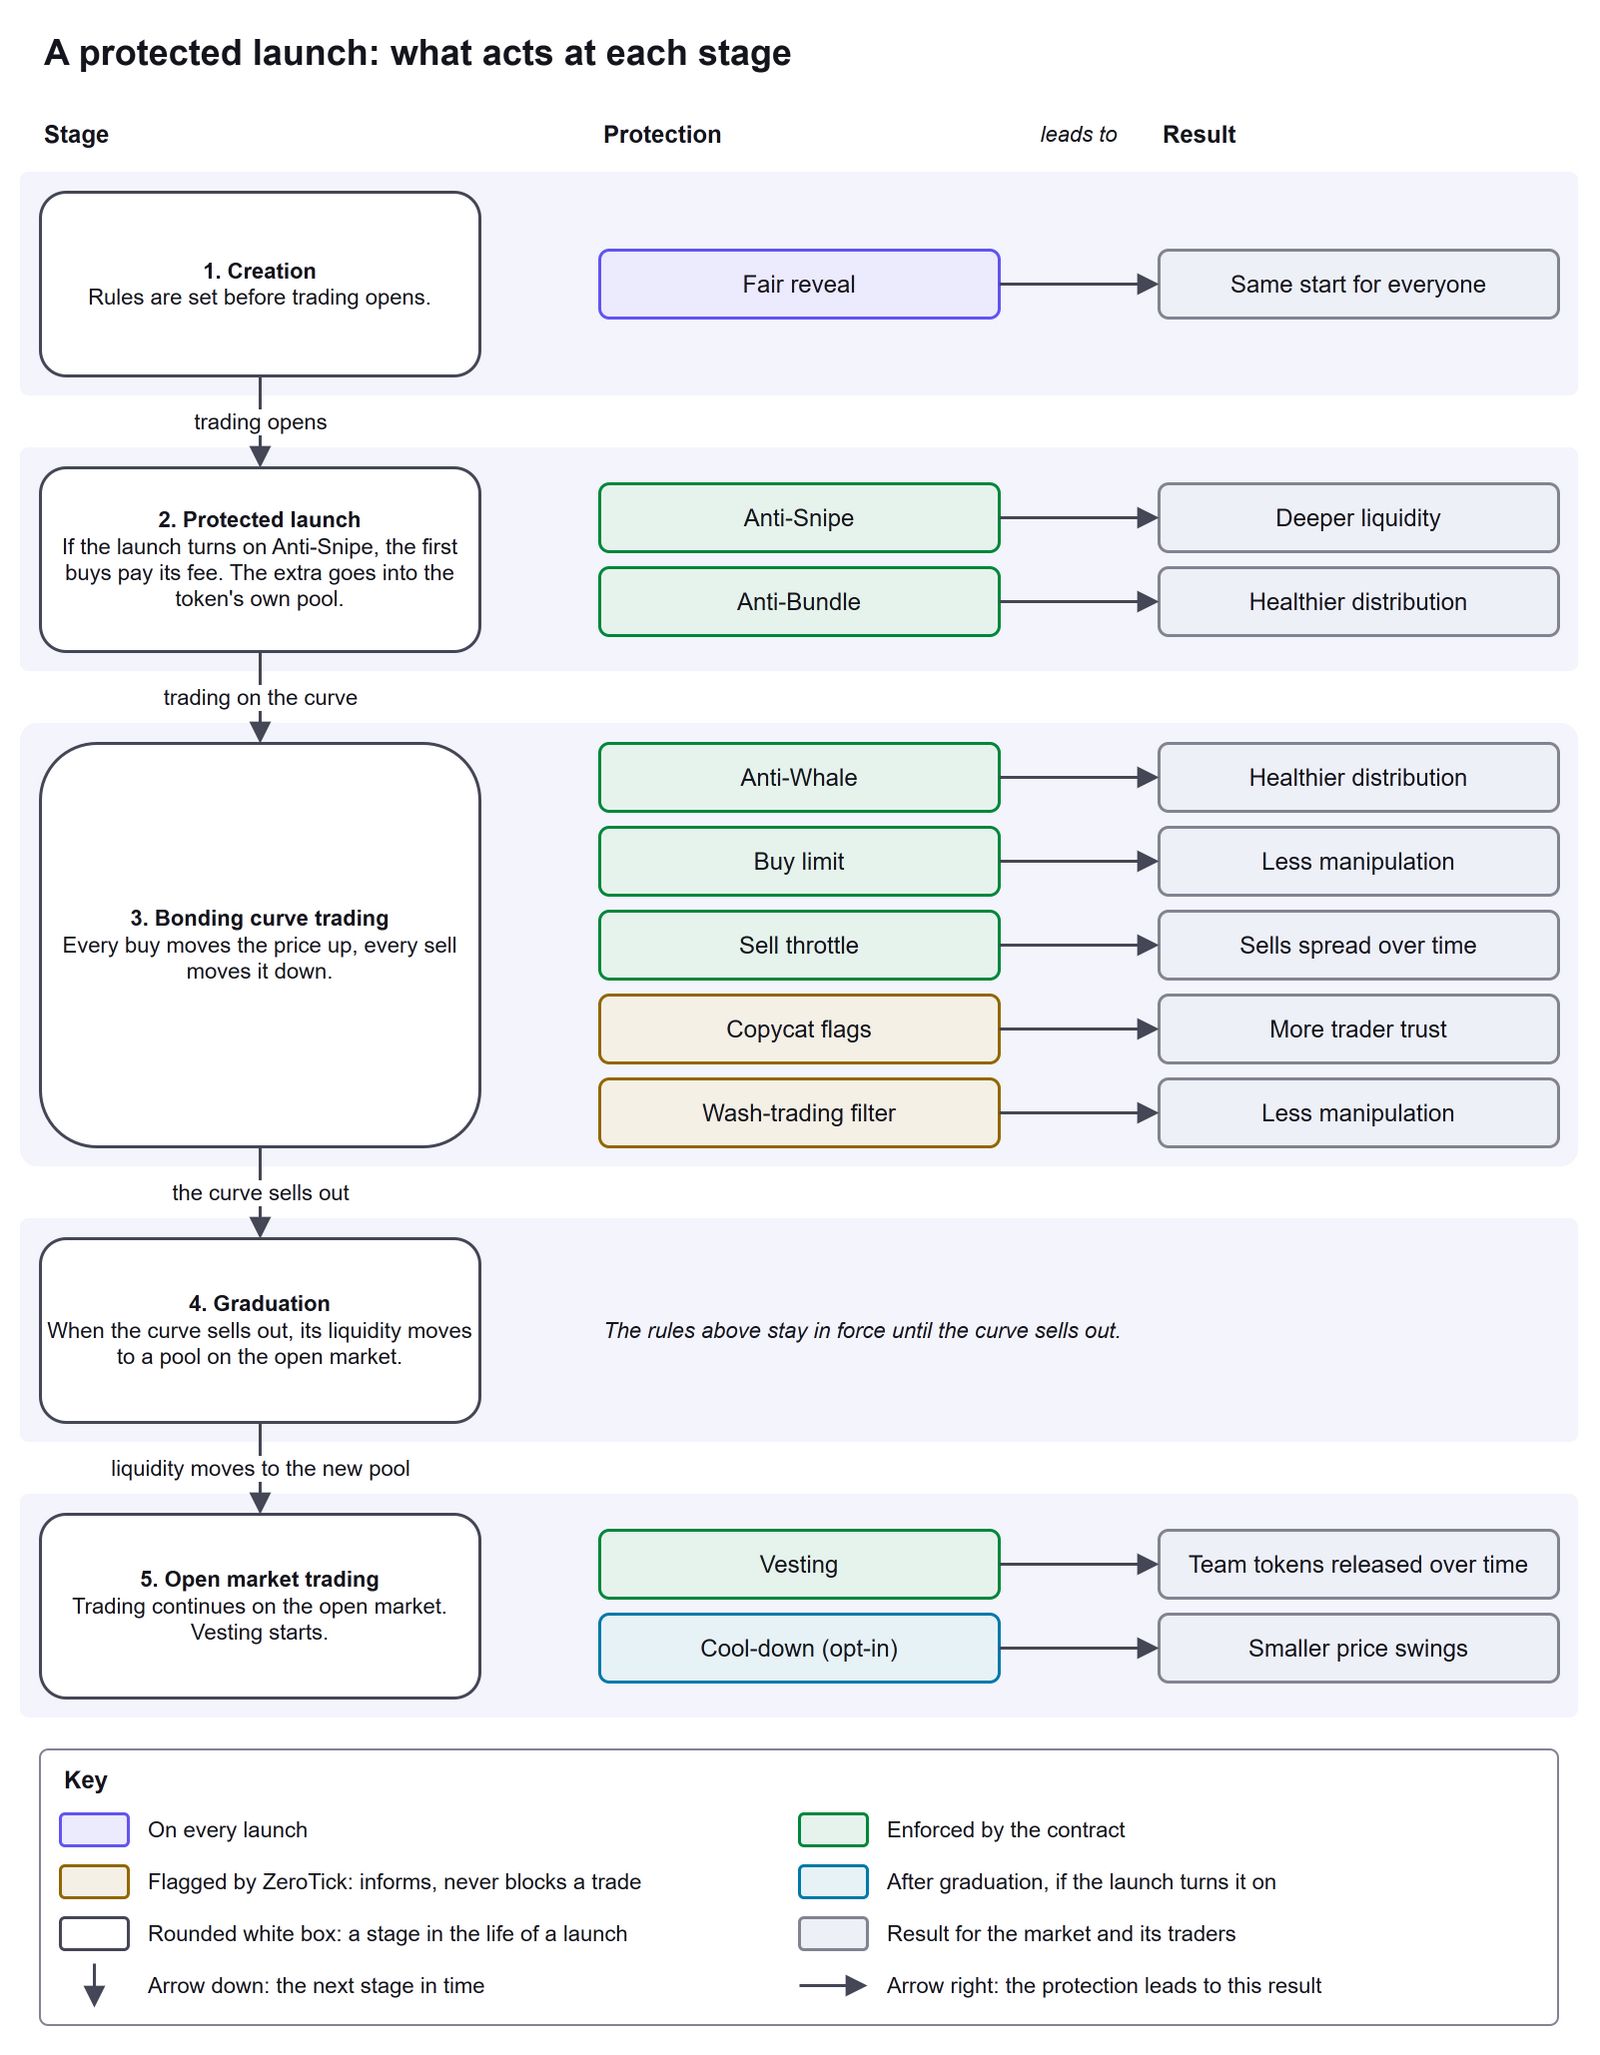 A protected launch: what acts at each stage
Stage
Protection
leads to
Result
1. Creation
Rules are set before trading opens.
Fair reveal
Same start for everyone
trading opens
2. Protected launch
If the launch turns on Anti-Snipe, the first
buys pay its fee. The extra goes into the
token's own pool.
Anti-Snipe
Deeper liquidity
Anti-Bundle
Healthier distribution
trading on the curve
3. Bonding curve trading
Every buy moves the price up, every sell
moves it down.
Anti-Whale
Healthier distribution
Buy limit
Less manipulation
Sell throttle
Sells spread over time
Copycat flags
More trader trust
Wash-trading filter
Less manipulation
the curve sells out
4. Graduation
When the curve sells out, its liquidity moves
to a pool on the open market.
The rules above stay in force until the curve sells out.
liquidity moves to the new pool
5. Open market trading
Trading continues on the open market.
Vesting starts.
Vesting
Team tokens released over time
Cool-down (opt-in)
Smaller price swings
Key
On every launch
Enforced by the contract
Flagged by ZeroTick: informs, never blocks a trade
After graduation, if the launch turns it on
Rounded white box: a stage in the life of a launch
Result for the market and its traders
Arrow down: the next stage in time
Arrow right: the protection leads to this result